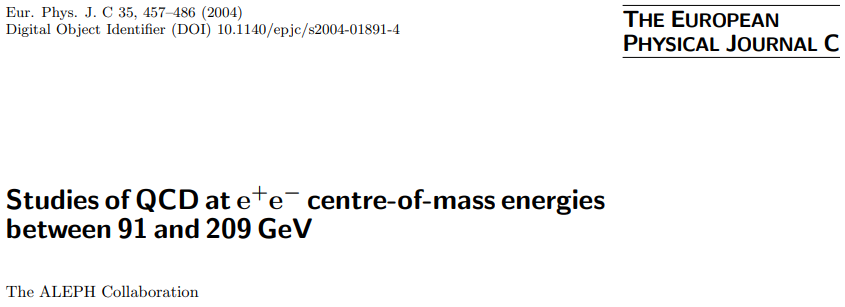 Eur. Phys. J. C 35, 457–486 (2004)
Digital Object Identifier (DOI) 10.1140/epjc/s2004-01891-4
THE EUROPEAN
PHYSICAL JOURNAL C
Studies of QCD at e⁺e⁻ centre-of-mass energies
between 91 and 209 GeV
The ALEPH Collaboration